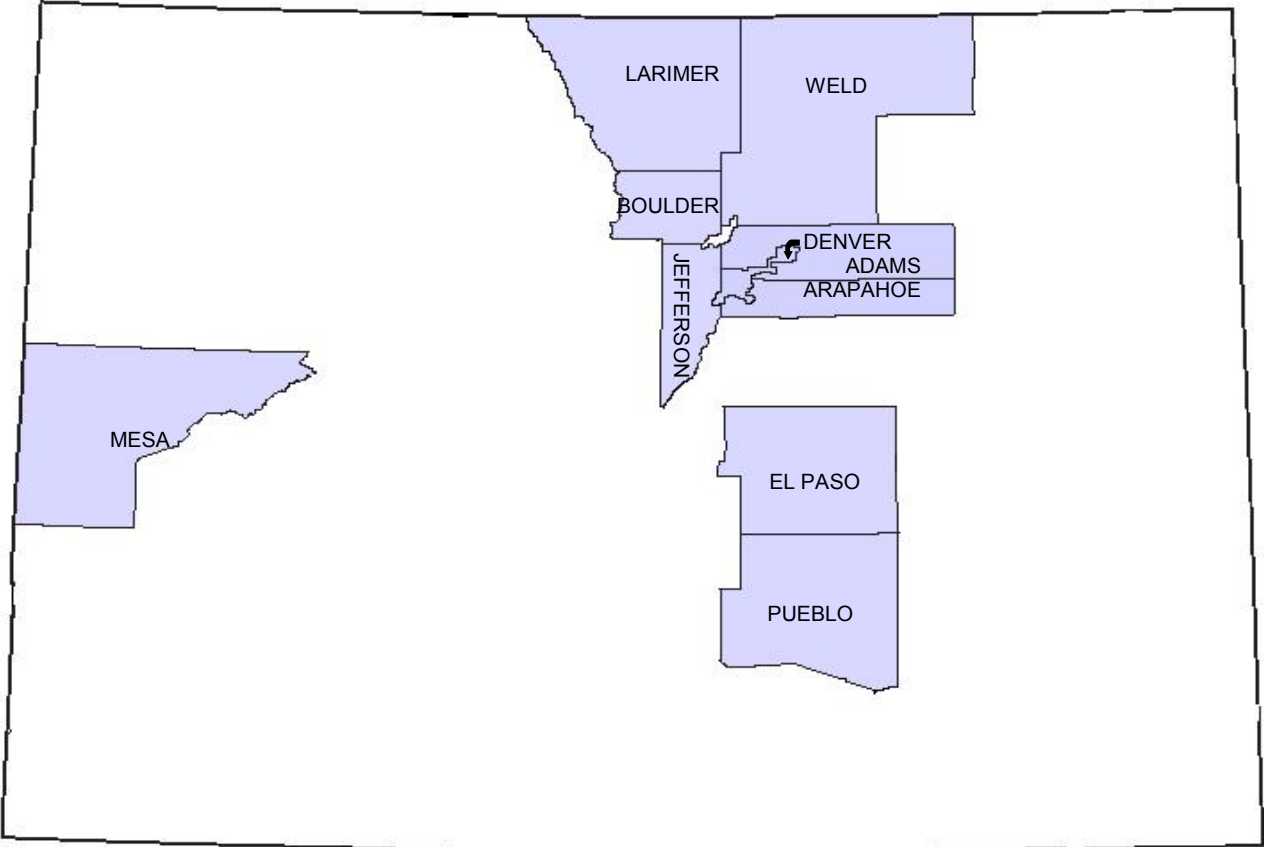 LARIMER
WELD
BOULDER
DENVER
ADAMS
JEFFERSON
ARAPAHOE
MESA
EL PASO
PUEBLO